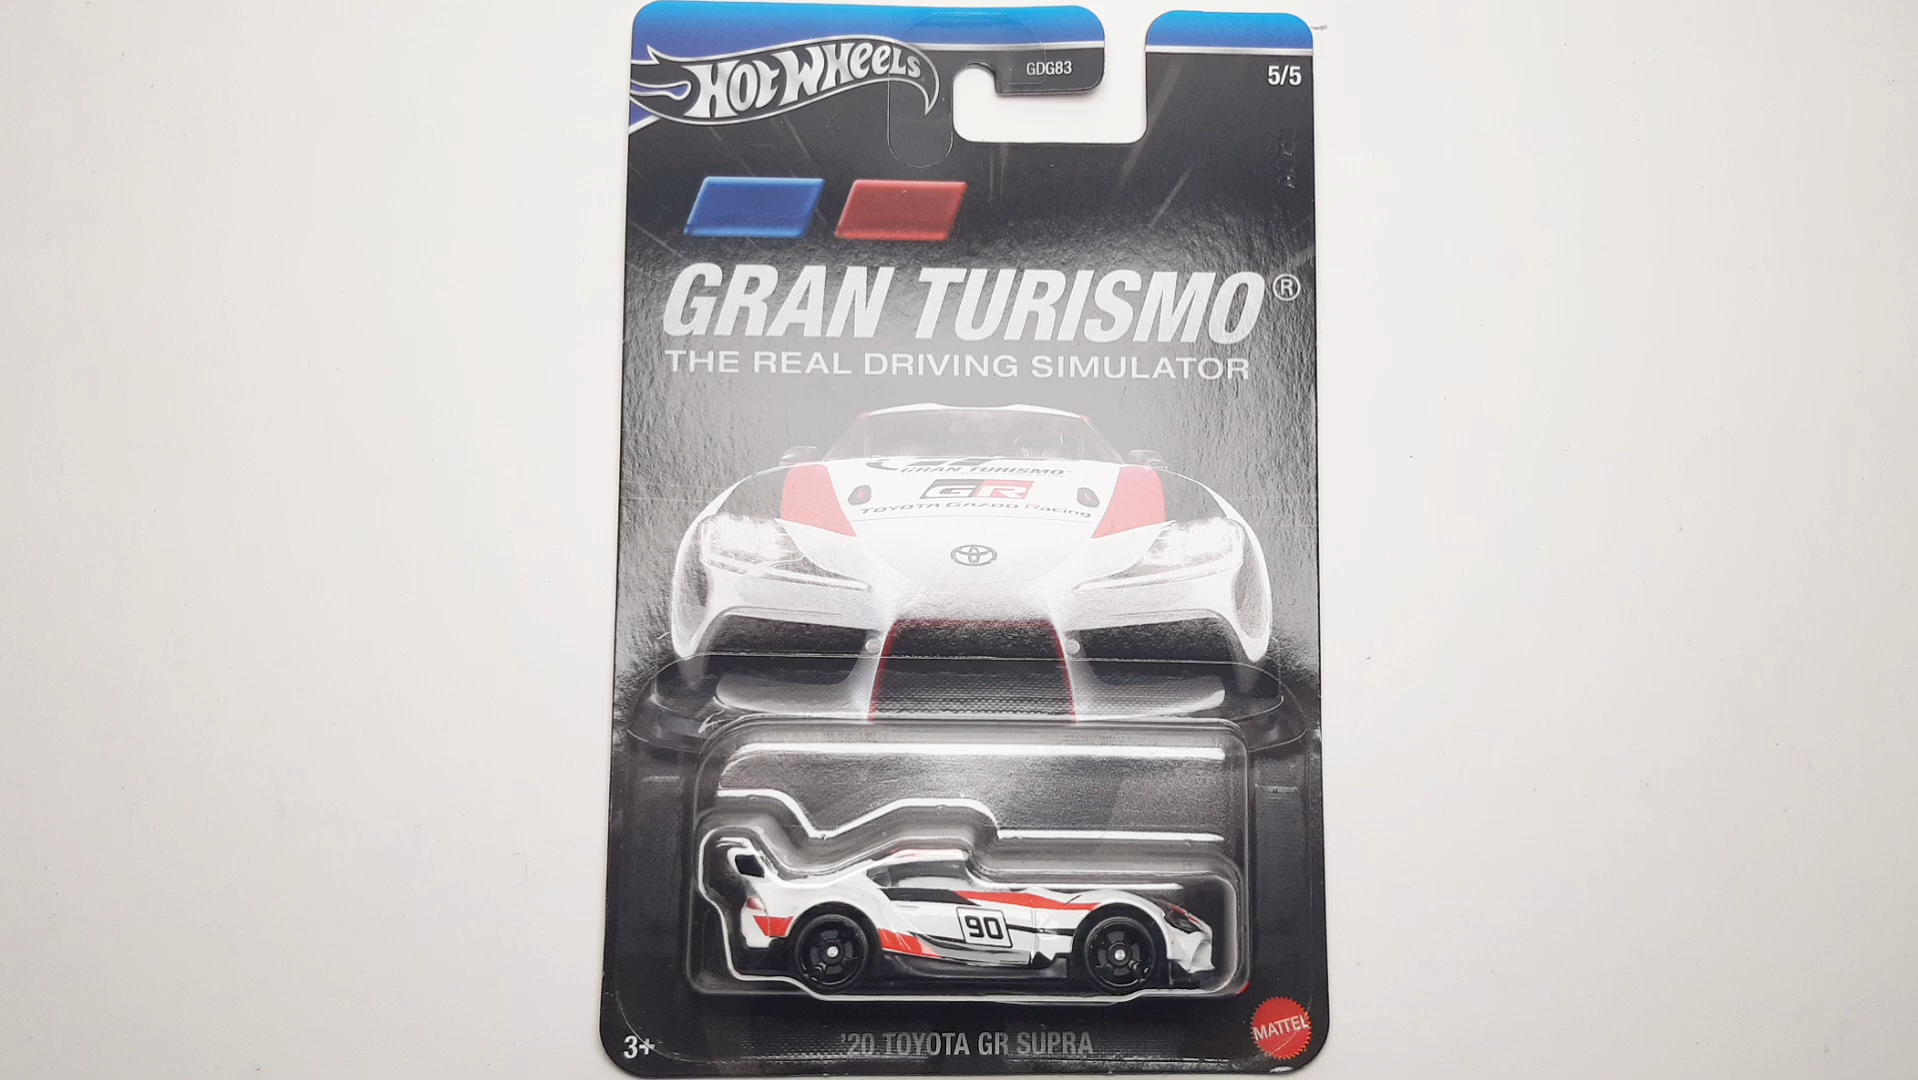 HOT WHEELS
GDG83
5/5
GRAN TURISMO®
THE REAL DRIVING SIMULATOR
GRAN TURISMO
GR
TOYOTA GAZOO Racing
90
'20 TOYOTA GR SUPRA
3+
MATTEL